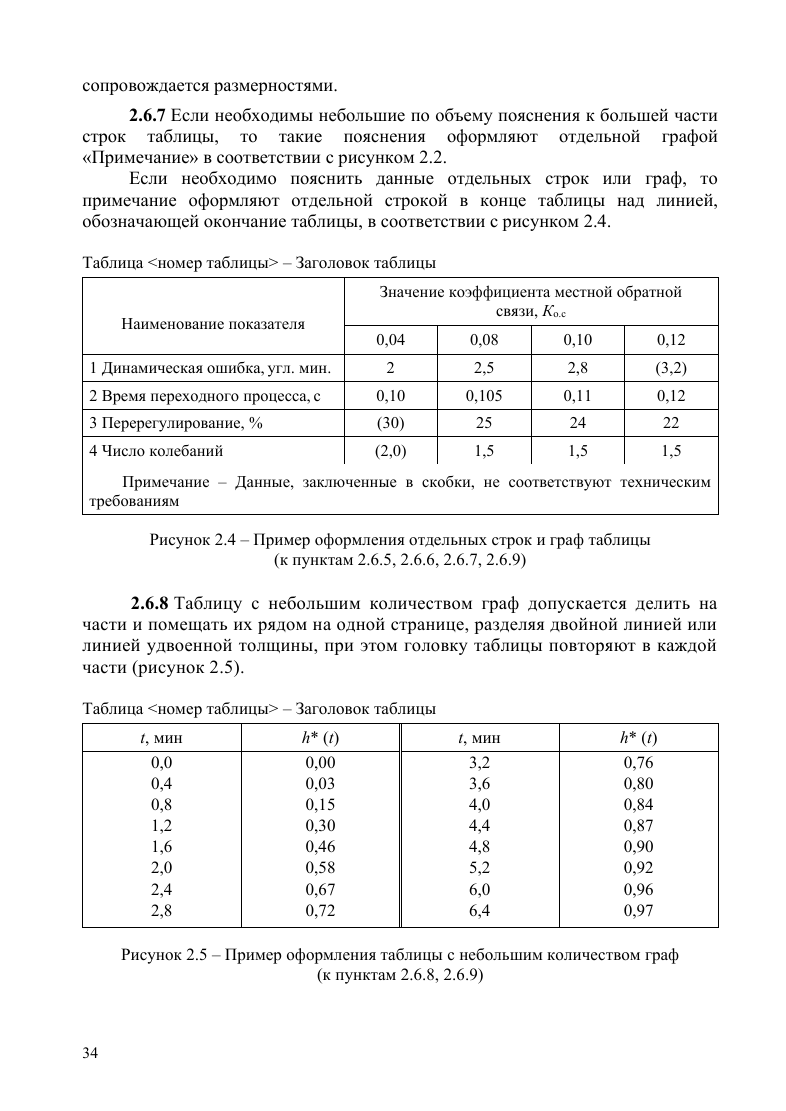 сопровождается размерностями.
2.6.7 Если необходимы небольшие по объему пояснения к большей части
строк таблицы, то такие пояснения оформляют отдельной графой
«Примечание» в соответствии с рисунком 2.2.
Если необходимо пояснить данные отдельных строк или граф, то
примечание оформляют отдельной строкой в конце таблицы над линией,
обозначающей окончание таблицы, в соответствии с рисунком 2.4.
Таблица <номер таблицы> – Заголовок таблицы
Наименование показателя
Значение коэффициента местной обратной
связи, Kо.с
0,04 0,08 0,10 0,12
1 Динамическая ошибка, угл. мин. 2 2,5 2,8 (3,2)
2 Время переходного процесса, с 0,10 0,105 0,11 0,12
3 Перерегулирование, % (30) 25 24 22
4 Число колебаний (2,0) 1,5 1,5 1,5
Примечание – Данные, заключенные в скобки, не соответствуют техническим
требованиям
Рисунок 2.4 – Пример оформления отдельных строк и граф таблицы
(к пунктам 2.6.5, 2.6.6, 2.6.7, 2.6.9)
2.6.8 Таблицу с небольшим количеством граф допускается делить на
части и помещать их рядом на одной странице, разделяя двойной линией или
линией удвоенной толщины, при этом головку таблицы повторяют в каждой
части (рисунок 2.5).
Таблица <номер таблицы> – Заголовок таблицы
t, мин h* (t) t, мин h* (t)
0,0 0,00 3,2 0,76
0,4 0,03 3,6 0,80
0,8 0,15 4,0 0,84
1,2 0,30 4,4 0,87
1,6 0,46 4,8 0,90
2,0 0,58 5,2 0,92
2,4 0,67 6,0 0,96
2,8 0,72 6,4 0,97
Рисунок 2.5 – Пример оформления таблицы с небольшим количеством граф
(к пунктам 2.6.8, 2.6.9)
34